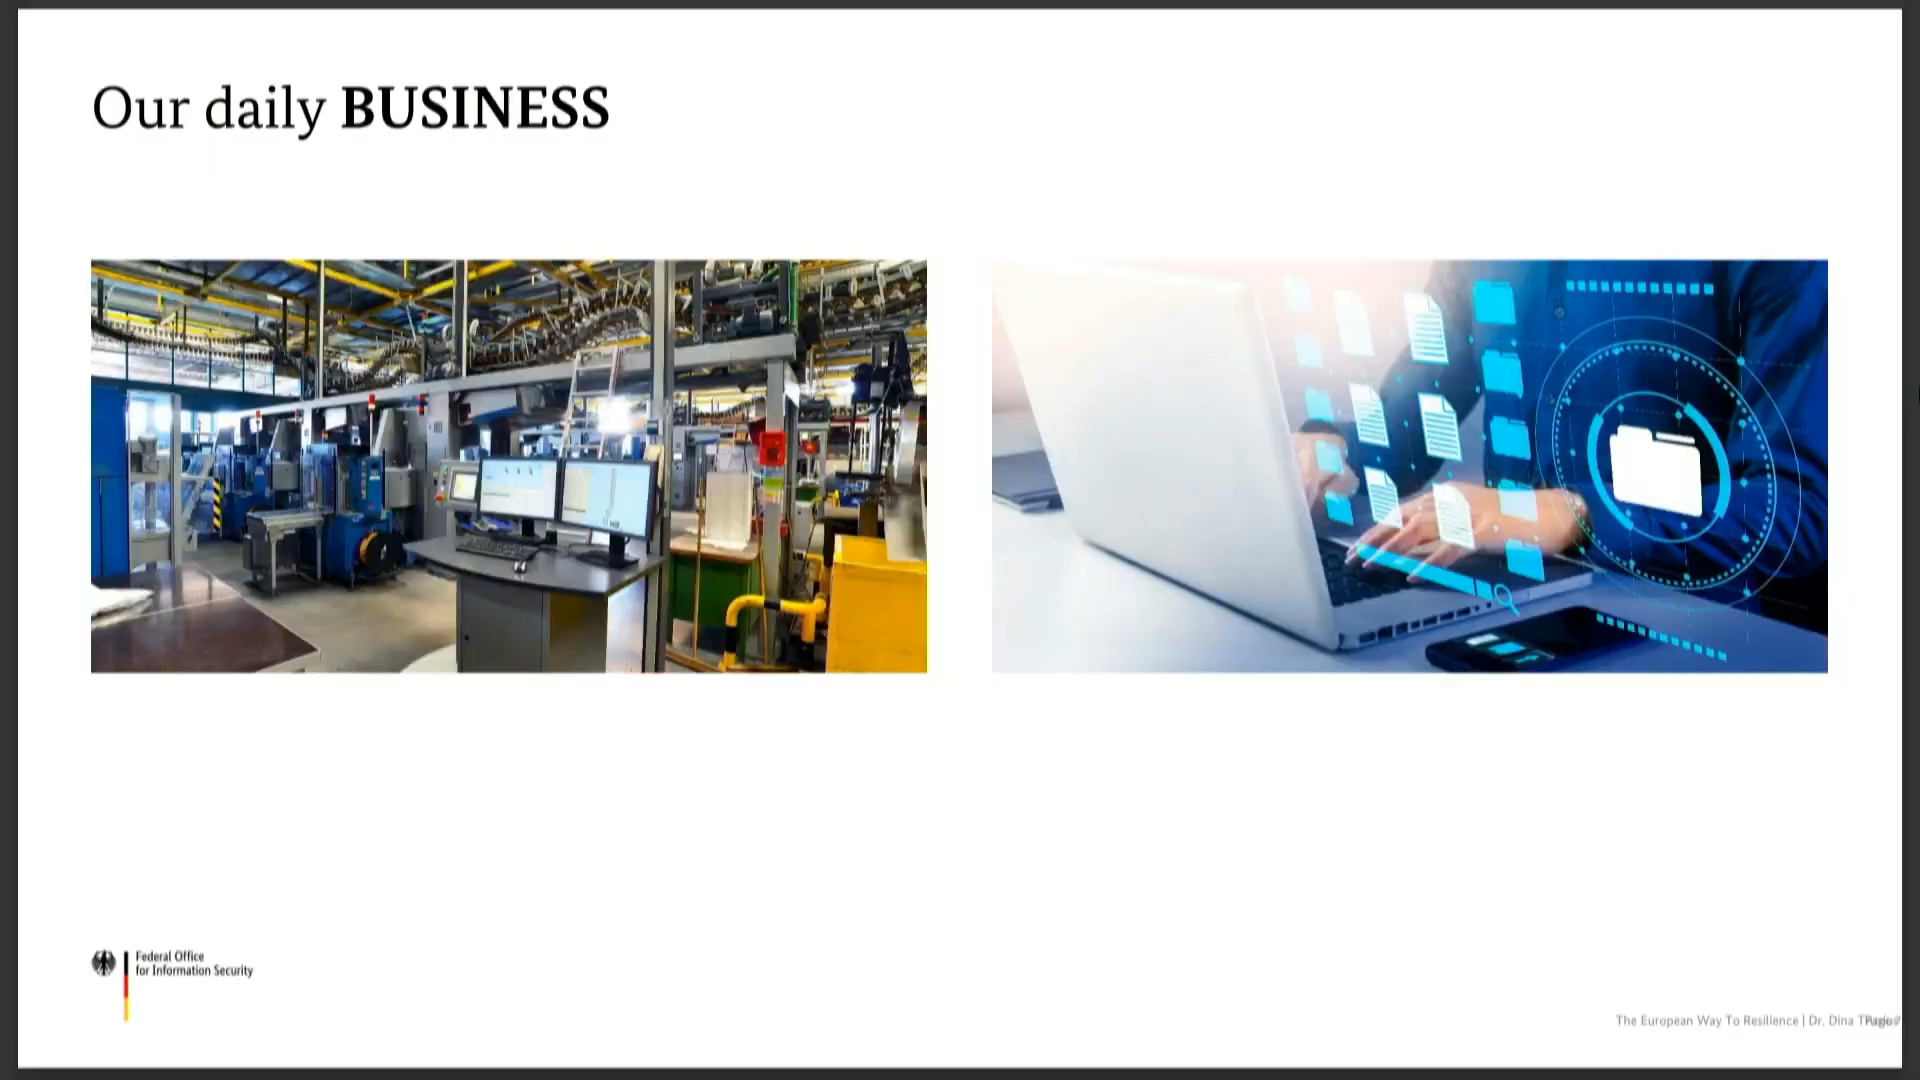 Our daily BUSINESS
Federal Office
for Information Security
The European Way To Resilience | Dr. Dina